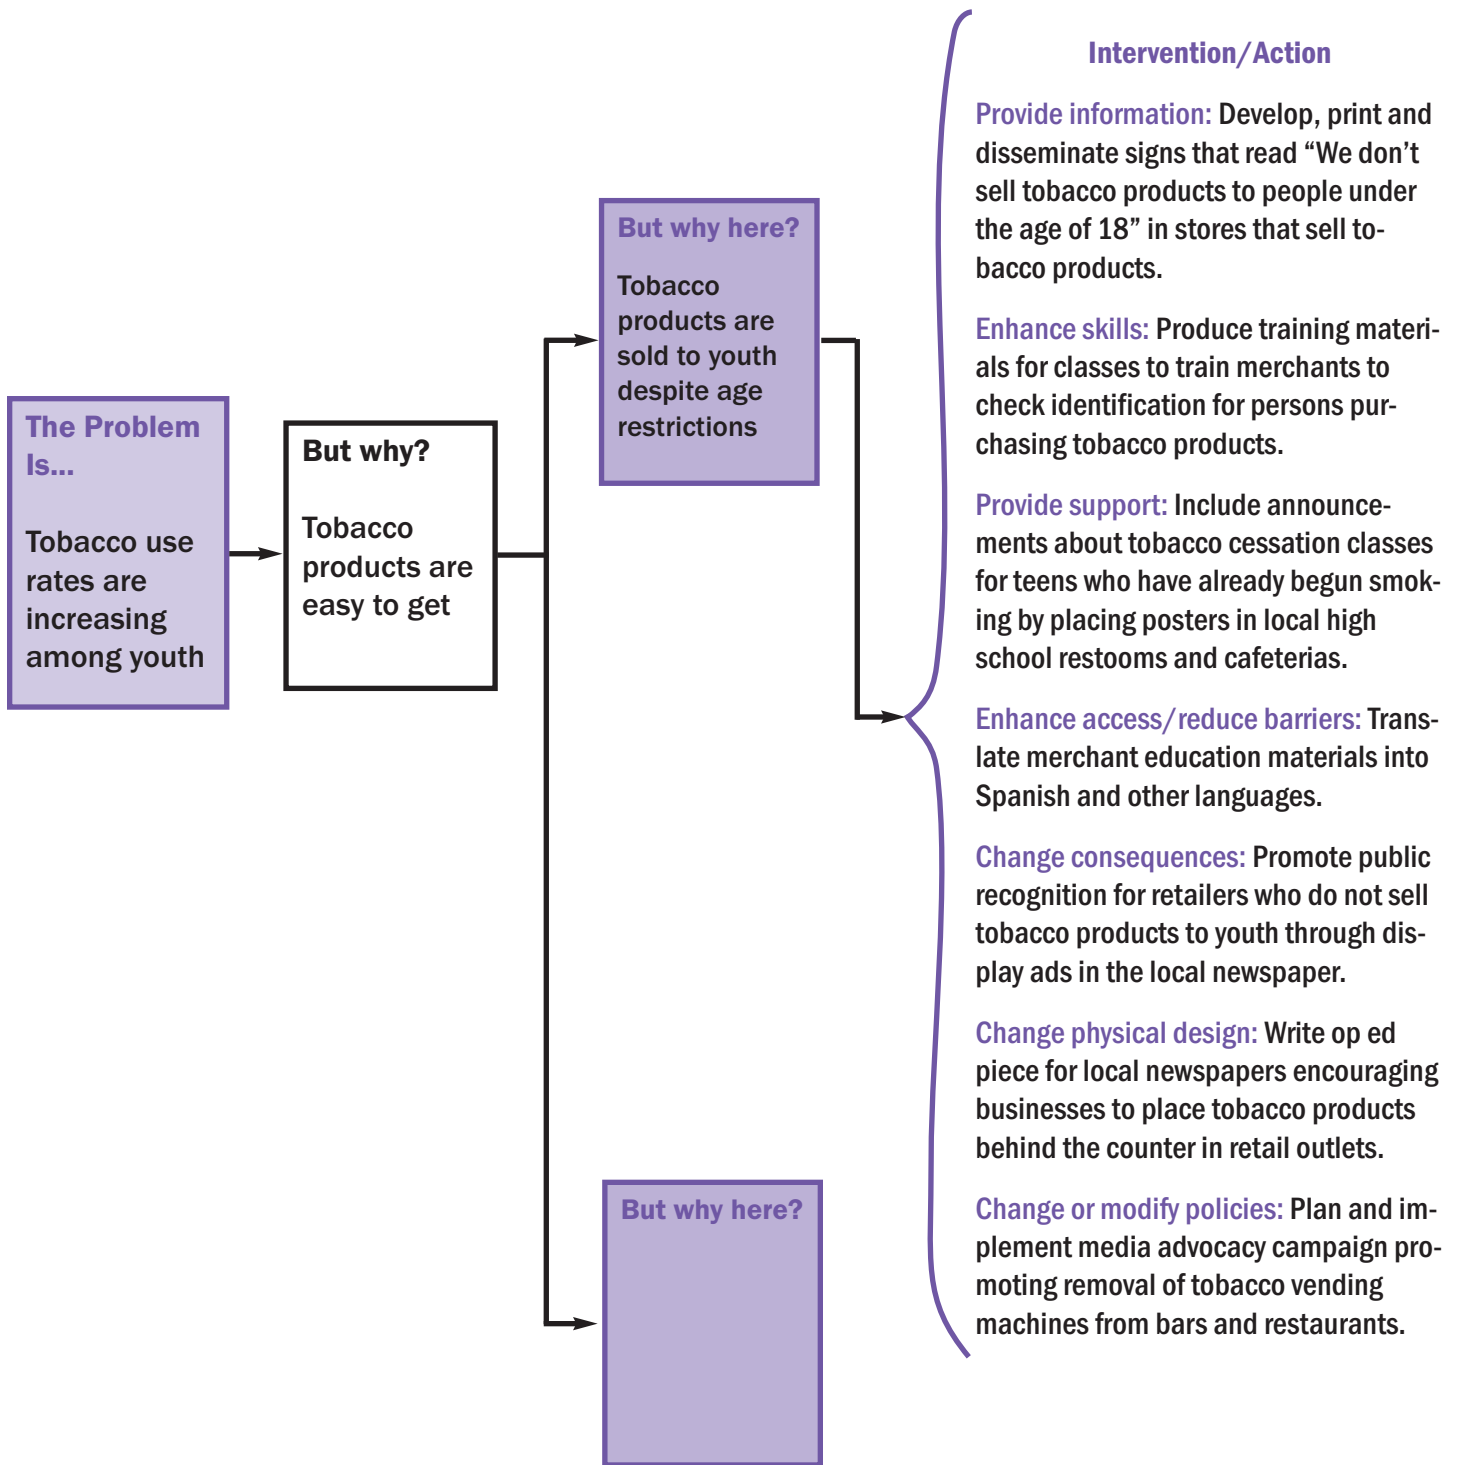 The Problem
Is...
Tobacco use
rates are
increasing
among youth
But why?
Tobacco
products are
easy to get
But why here?
Tobacco
products are
sold to youth
despite age
restrictions
But why here?
Intervention/Action
Provide information: Develop, print and
disseminate signs that read “We don’t
sell tobacco products to people under
the age of 18” in stores that sell to-
bacco products.
Enhance skills: Produce training materi-
als for classes to train merchants to
check identification for persons pur-
chasing tobacco products.
Provide support: Include announce-
ments about tobacco cessation classes
for teens who have already begun smok-
ing by placing posters in local high
school restooms and cafeterias.
Enhance access/reduce barriers: Trans-
late merchant education materials into
Spanish and other languages.
Change consequences: Promote public
recognition for retailers who do not sell
tobacco products to youth through dis-
play ads in the local newspaper.
Change physical design: Write op ed
piece for local newspapers encouraging
businesses to place tobacco products
behind the counter in retail outlets.
Change or modify policies: Plan and im-
plement media advocacy campaign pro-
moting removal of tobacco vending
machines from bars and restaurants.